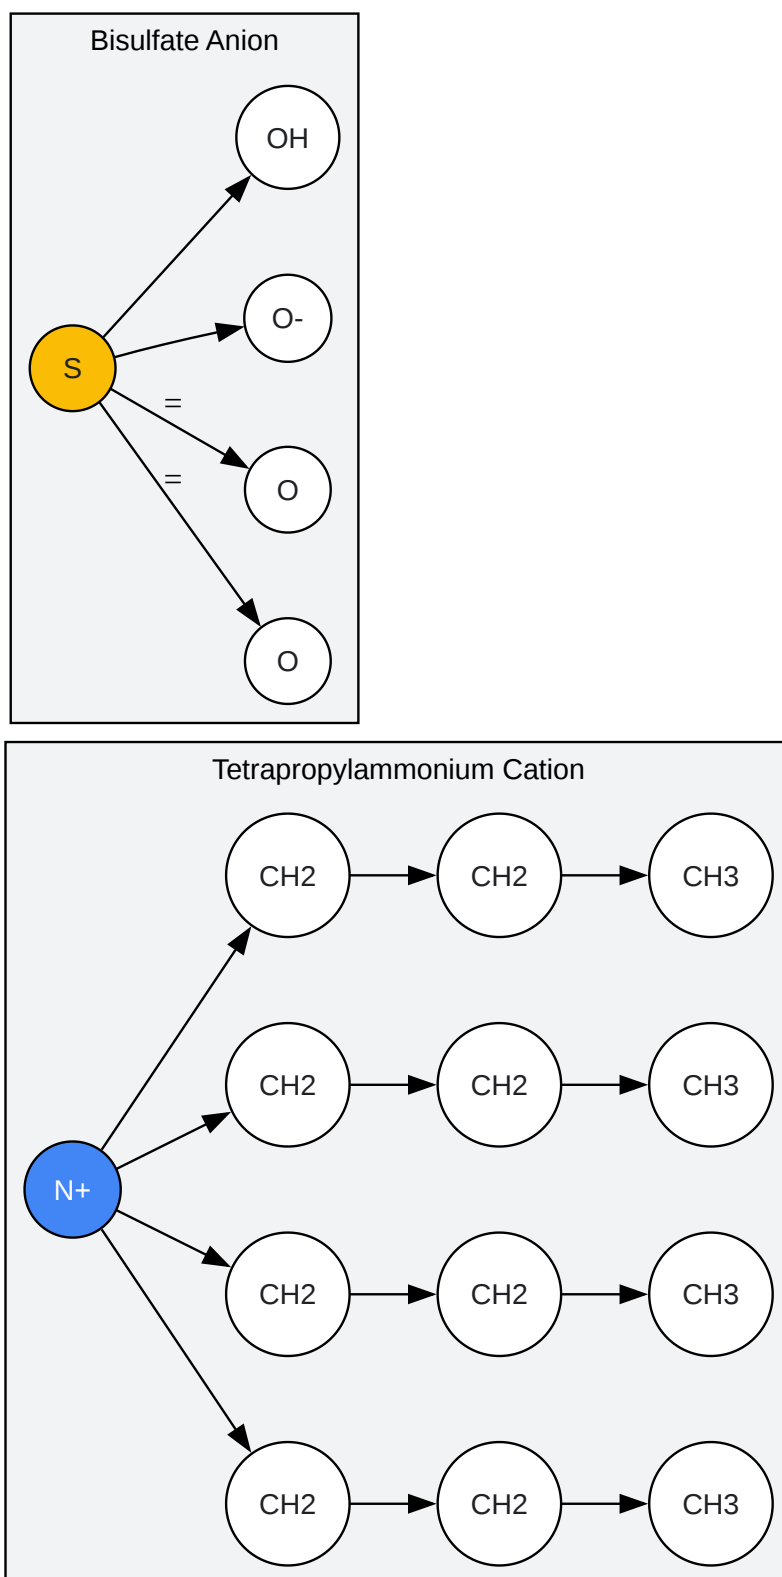 Bisulfate Anion
OH
O-
S
=
O
=
O
Tetrapropylammonium Cation
CH2 CH2 CH3
CH2 CH2 CH3
N+
CH2 CH2 CH3
CH2 CH2 CH3